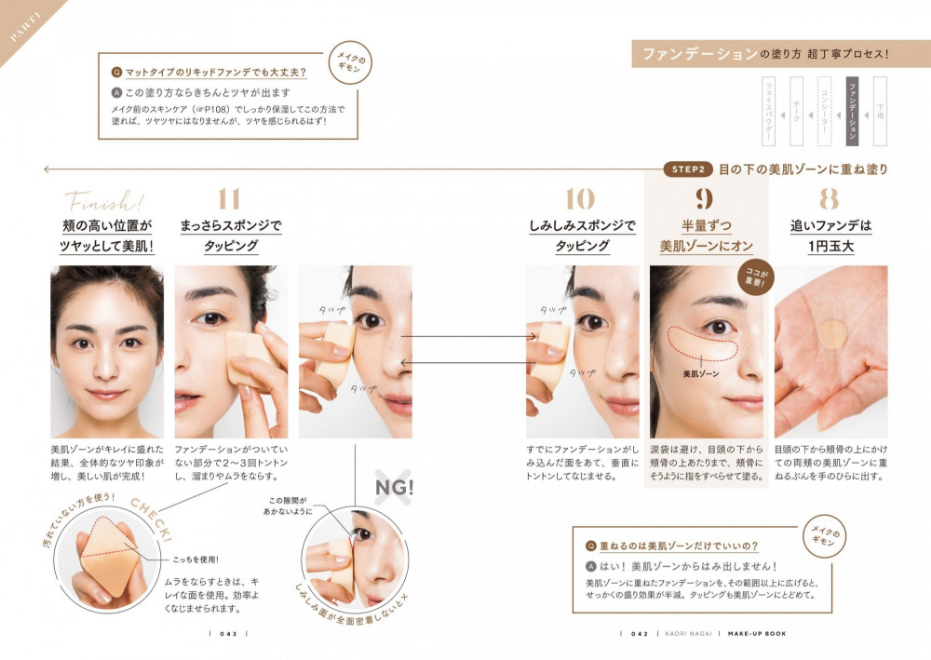 PART1
ファンデーションの塗り方 超丁寧プロセス!
下地
ファンデーション
コンシーラー
チーク
フェイスパウダー
STEP2 目の下の美肌ゾーンに重ね塗り
8
追いファンデは
1円玉大
目頭の下から頬骨の上にかけ
ての両頬の美肌ゾーンに重
ねるぶんを手のひらに出す。
9
半量ずつ
美肌ゾーンにオン
ココが
重要!
美肌ゾーン
涙袋は避け、目頭の下から
頬骨の上あたりまで、頬骨に
そうように指をすべらせて塗る。
10
しみしみスポンジで
タッピング
タップ
タップ
すでにファンデーションがし
み込んだ面をあて、垂直に
トントンしてなじませる。
メイクの
ギモン
Q 重ねるのは美肌ゾーンだけでいいの?
A はい! 美肌ゾーンからはみ出しません!
美肌ゾーンに重ねたファンデーションを、その範囲以上に広げると、
せっかくの盛り効果が半減。タッピングも美肌ゾーンにとどめて。
| 042 | KAORI NAGAI | MAKE-UP BOOK
メイクの
ギモン
Q マットタイプのリキッドファンデでも大丈夫?
A この塗り方ならきちんとツヤが出ます
メイク前のスキンケア(☞P108)でしっかり保湿してこの方法で
塗れば、ツヤツヤにはなりませんが、ツヤを感じられるはず!
11
まっさらスポンジで
タッピング
タップ
タップ
ファンデーションがついてい
ない部分で2〜3回トントン
し、溜まりやムラをならす。
NG!
この隙間が
あかないように
しみしみ面が全面密着しないと×
Finish!
頬の高い位置が
ツヤッとして美肌!
美肌ゾーンがキレイに盛れた
結果、全体的なツヤ印象が
増し、美しい肌が完成!
汚れていない方を使う!
CHECK!
こっちを使用!
ムラをならすときは、キ
レイな面を使用。効率よ
くなじませられます。
| 043 |